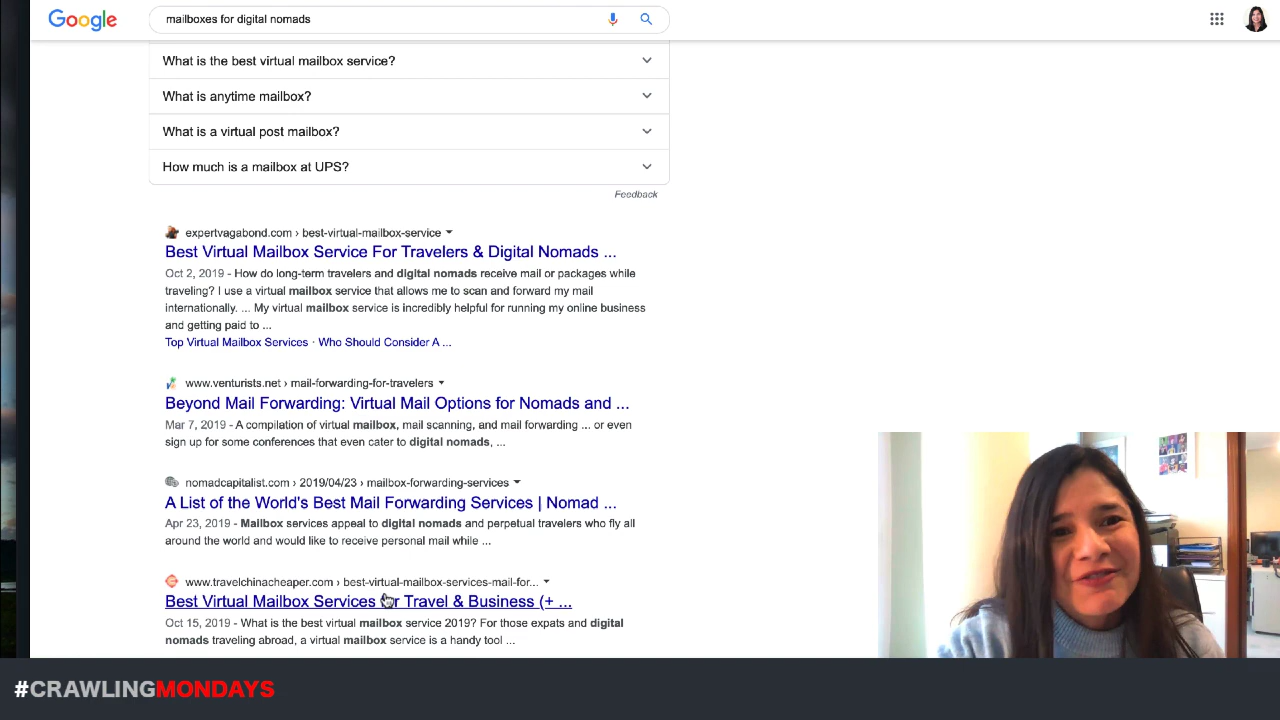 Google
mailboxes for digital nomads
What is the best virtual mailbox service?
What is anytime mailbox?
What is a virtual post mailbox?
How much is a mailbox at UPS?
Feedback
expertvagabond.com › best-virtual-mailbox-service
Best Virtual Mailbox Service For Travelers & Digital Nomads ...
Oct 2, 2019 - How do long-term travelers and digital nomads receive mail or packages while
traveling? I use a virtual mailbox service that allows me to scan and forward my mail
internationally. ... My virtual mailbox service is incredibly helpful for running my online business
and getting paid to ...
Top Virtual Mailbox Services · Who Should Consider A ...
www.venturists.net › mail-forwarding-for-travelers
Beyond Mail Forwarding: Virtual Mail Options for Nomads and ...
Mar 7, 2019 - A compilation of virtual mailbox, mail scanning, and mail forwarding ... or even
sign up for some conferences that even cater to digital nomads, ...
nomadcapitalist.com › 2019/04/23 › mailbox-forwarding-services
A List of the World's Best Mail Forwarding Services | Nomad ...
Apr 23, 2019 - Mailbox services appeal to digital nomads and perpetual travelers who fly all
around the world and would like to receive personal mail while ...
www.travelchinacheaper.com › best-virtual-mailbox-services-mail-for...
Best Virtual Mailbox Services for Travel & Business (+ ...
Oct 15, 2019 - What is the best virtual mailbox service 2019? For those expats and digital
nomads traveling abroad, a virtual mailbox service is a handy tool ...
#CRAWLINGMONDAYS